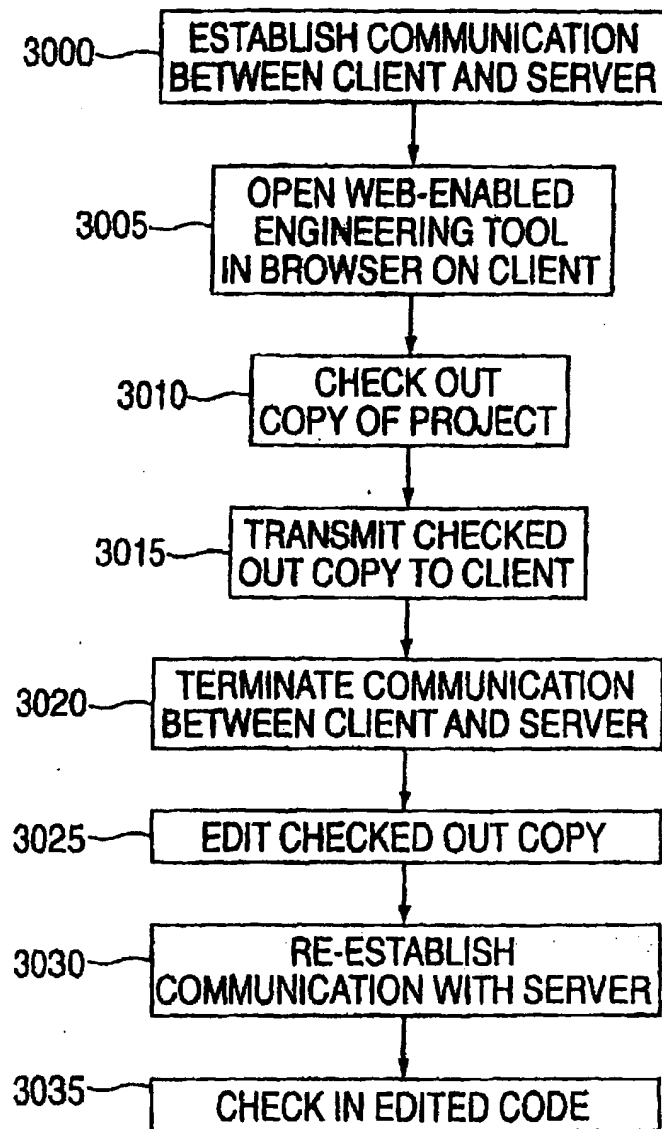 3000
ESTABLISH COMMUNICATION
BETWEEN CLIENT AND SERVER
3005
OPEN WEB-ENABLED
ENGINEERING TOOL
IN BROWSER ON CLIENT
3010
CHECK OUT
COPY OF PROJECT
3015
TRANSMIT CHECKED
OUT COPY TO CLIENT
3020
TERMINATE COMMUNICATION
BETWEEN CLIENT AND SERVER
3025
EDIT CHECKED OUT COPY
3030
RE-ESTABLISH
COMMUNICATION WITH SERVER
3035
CHECK IN EDITED CODE